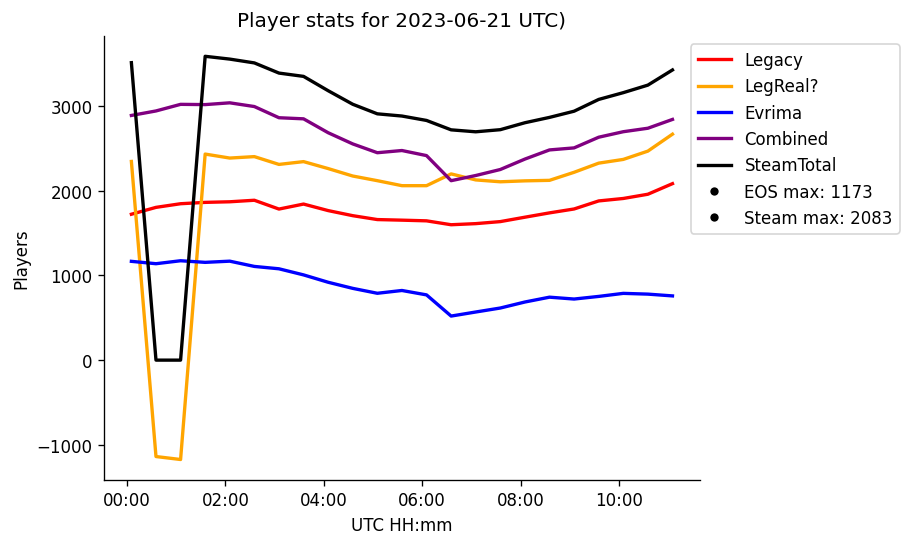 Player stats for 2023-06-21 UTC)
Legacy
LegReal?
Evrima
Combined
SteamTotal
EOS max: 1173
Steam max: 2083
Players
3000
2000
1000
0
−1000
00:00 02:00 04:00 06:00 08:00 10:00
UTC HH:mm